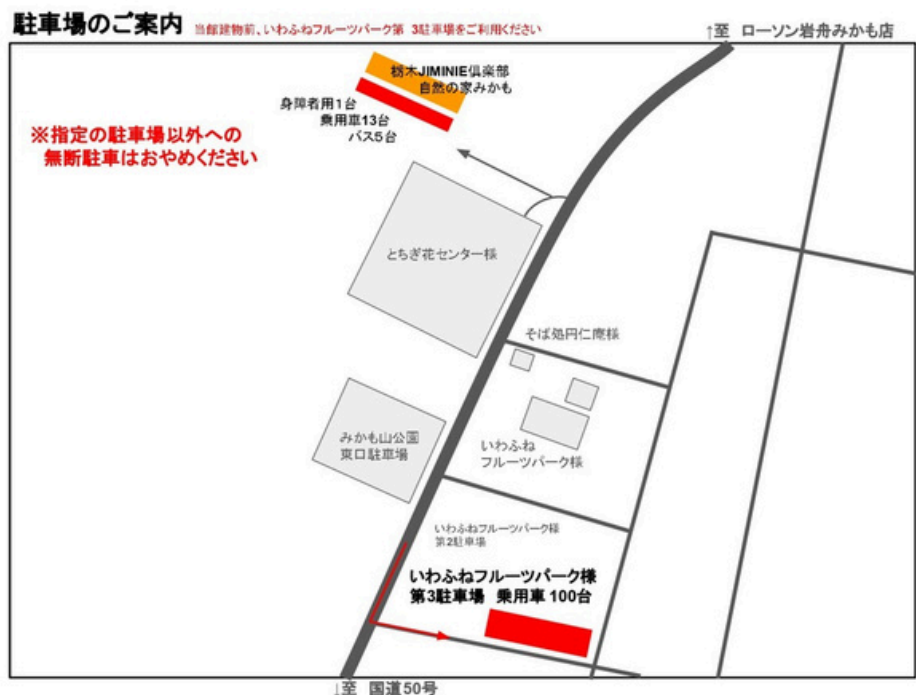 駐車場のご案内
当館建物前、いわふねフルーツパーク第 3駐車場をご利用ください
↑至 ローソン岩舟みかも店
栃木JIMINIE倶楽部
自然の家みかも
身障者用1台
乗用車13台
バス5台
※指定の駐車場以外への
無断駐車はおやめください
とちぎ花センター様
そば処円仁庵様
みかも山公園
東口駐車場
いわふね
フルーツパーク様
いわふねフルーツパーク様
第2駐車場
いわふねフルーツパーク様
第3駐車場 乗用車 100台
↓至 国道50号